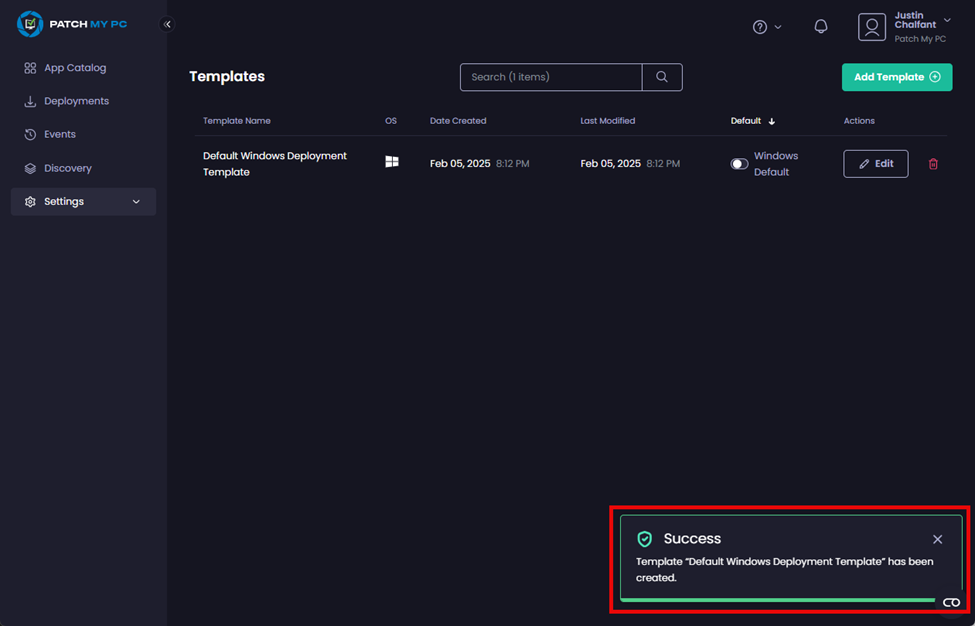 PATCH MY PC
Justin
Chalfant
Patch My PC
App Catalog
Deployments
Events
Discovery
Settings
Templates
Search (1 items)
Add Template
Template Name OS Date Created Last Modified Default Actions
Default Windows Deployment
Template
Feb 05, 2025 8:12 PM Feb 05, 2025 8:12 PM
Windows
Default
Edit
Success
Template “Default Windows Deployment Template” has been
created.